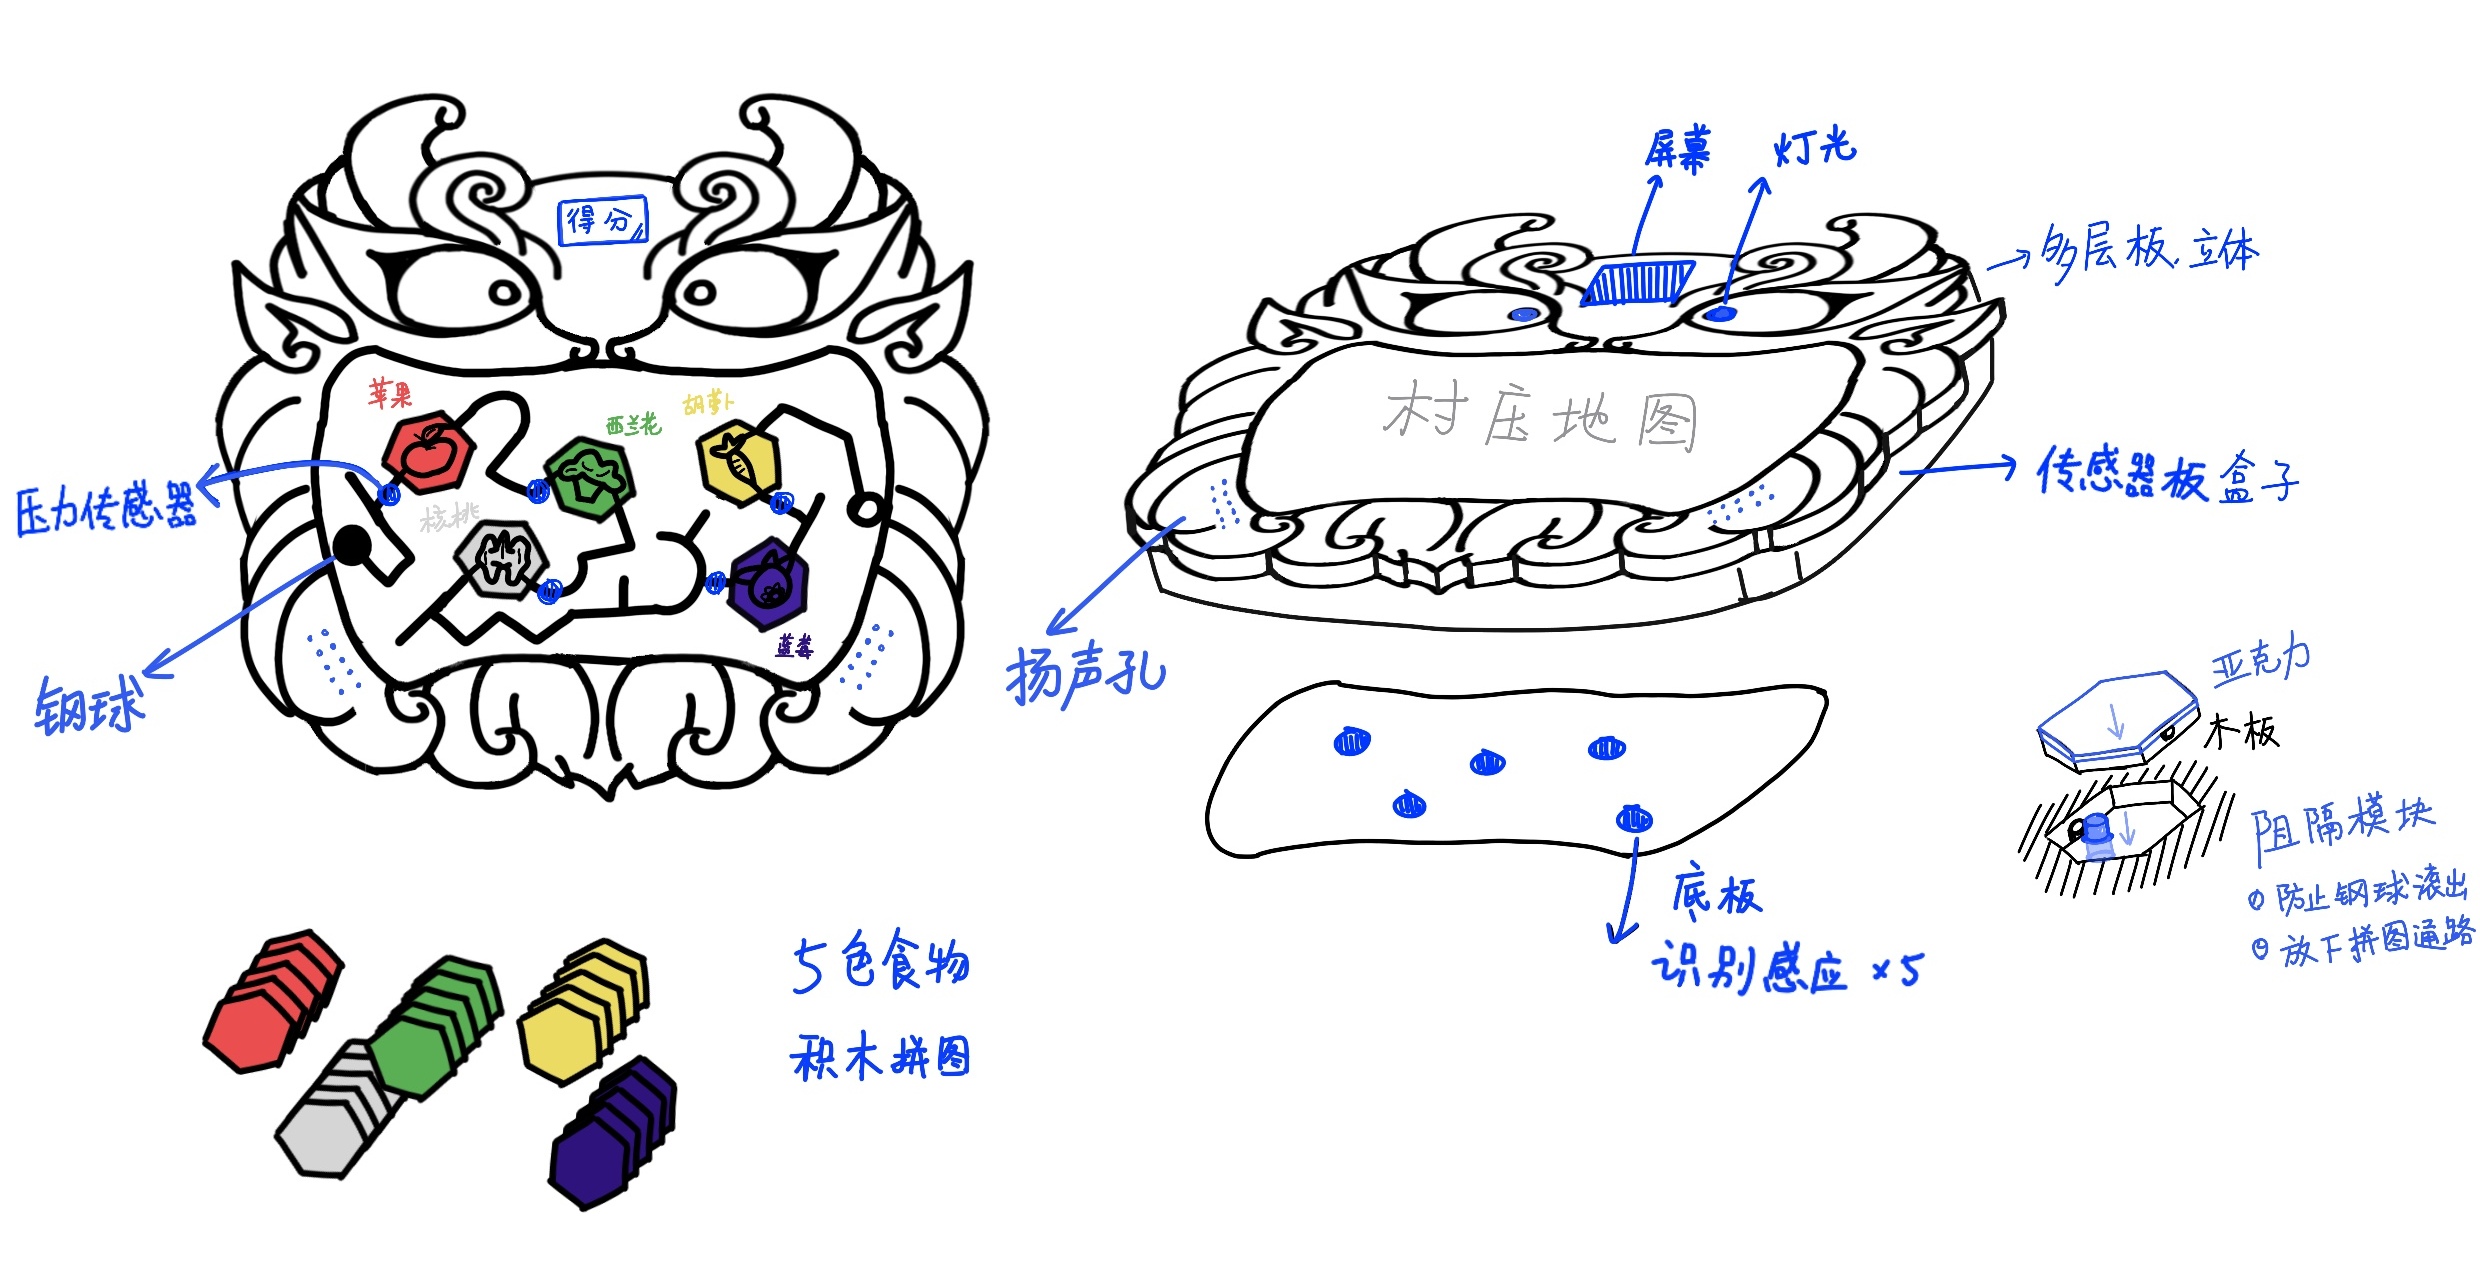 得分
苹果
西兰花
胡萝卜
核桃
蓝莓
压力传感器
钢球
5色食物
积木拼图
屏幕
灯光
多层板.立体
村庄地图
传感器板盒子
扬声孔
底板
识别感应×5
亚克力
木板
阻隔模块
防止钢球滚出
放下拼图通路